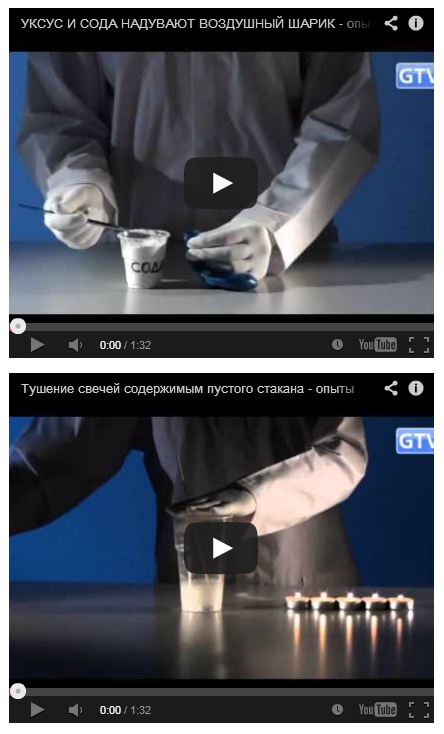 УКСУС И СОДА НАДУВАЮТ ВОЗДУШНЫЙ ШАРИК - опы
GTV
СОДА
0:00 / 1:32
YouTube
Тушение свечей содержимым пустого стакана - опыты
GTV
0:00 / 1:32
YouTube